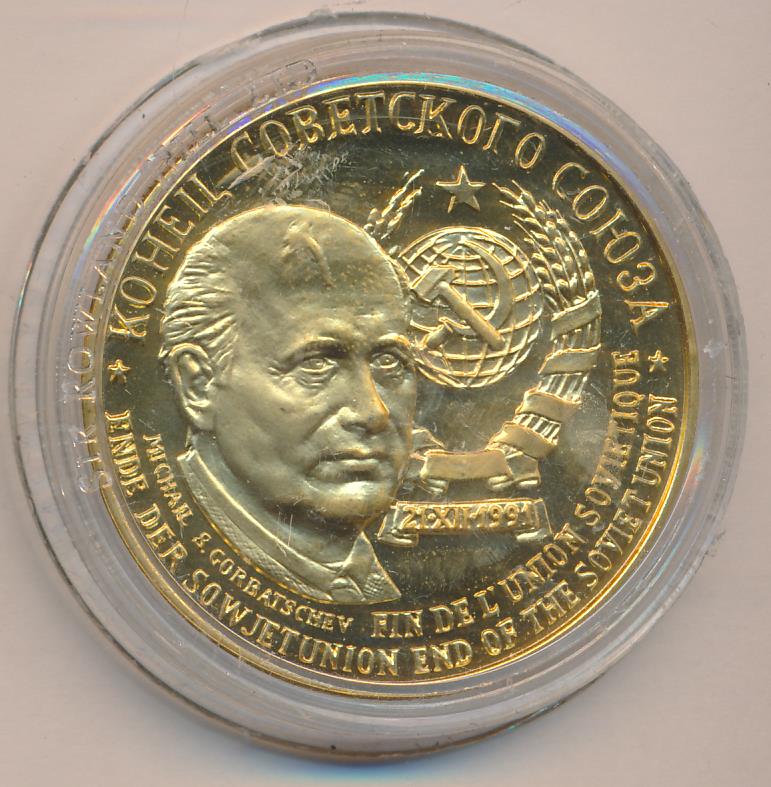 КОНЕЦ СОВЕТСКОГО СОЮЗА
21·XII·1991
MICHAIL S. GORBATSCHEV
FIN DE L'UNION SOVIETIQUE
ENDE DER SOWJETUNION END OF THE SOVIET UNION